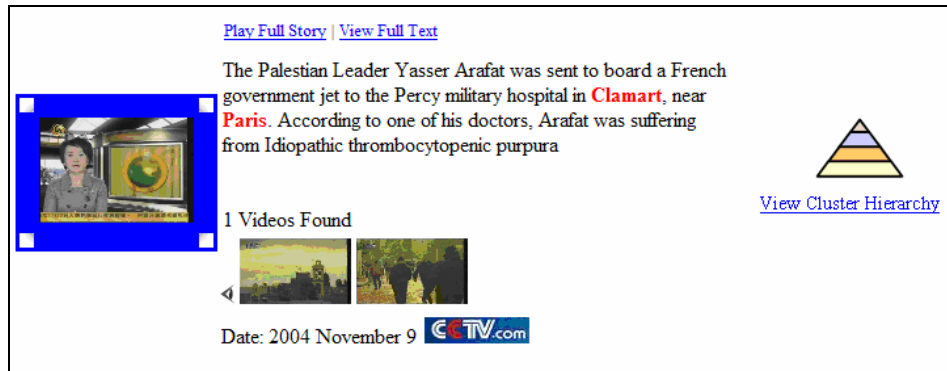 Play Full Story | View Full Text
The Palestian Leader Yasser Arafat was sent to board a French
government jet to the Percy military hospital in Clamart, near
Paris. According to one of his doctors, Arafat was suffering
from Idiopathic thrombocytopenic purpura
View Cluster Hierarchy
1 Videos Found
Date: 2004 November 9 CCTV.com